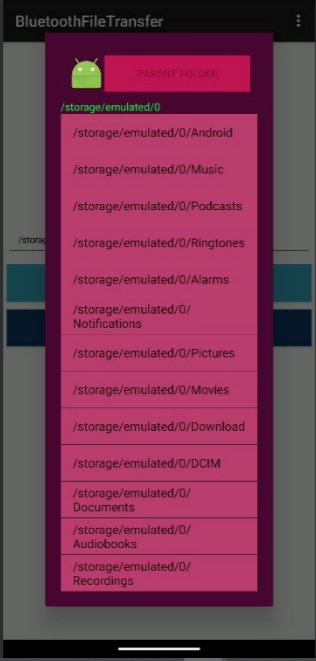 BluetoothFileTransfer
PARENT FOLDER
/storage/emulated/0
/storage/emulated/0/Android
/storage/emulated/0/Music
/storage/emulated/0/Podcasts
/storage/emulated/0/Ringtones
/storag
/storage/emulated/0/Alarms
/storage/emulated/0/
Notifications
/storage/emulated/0/Pictures
/storage/emulated/0/Movies
/storage/emulated/0/Download
/storage/emulated/0/DCIM
/storage/emulated/0/
Documents
/storage/emulated/0/
Audiobooks
/storage/emulated/0/
Recordings